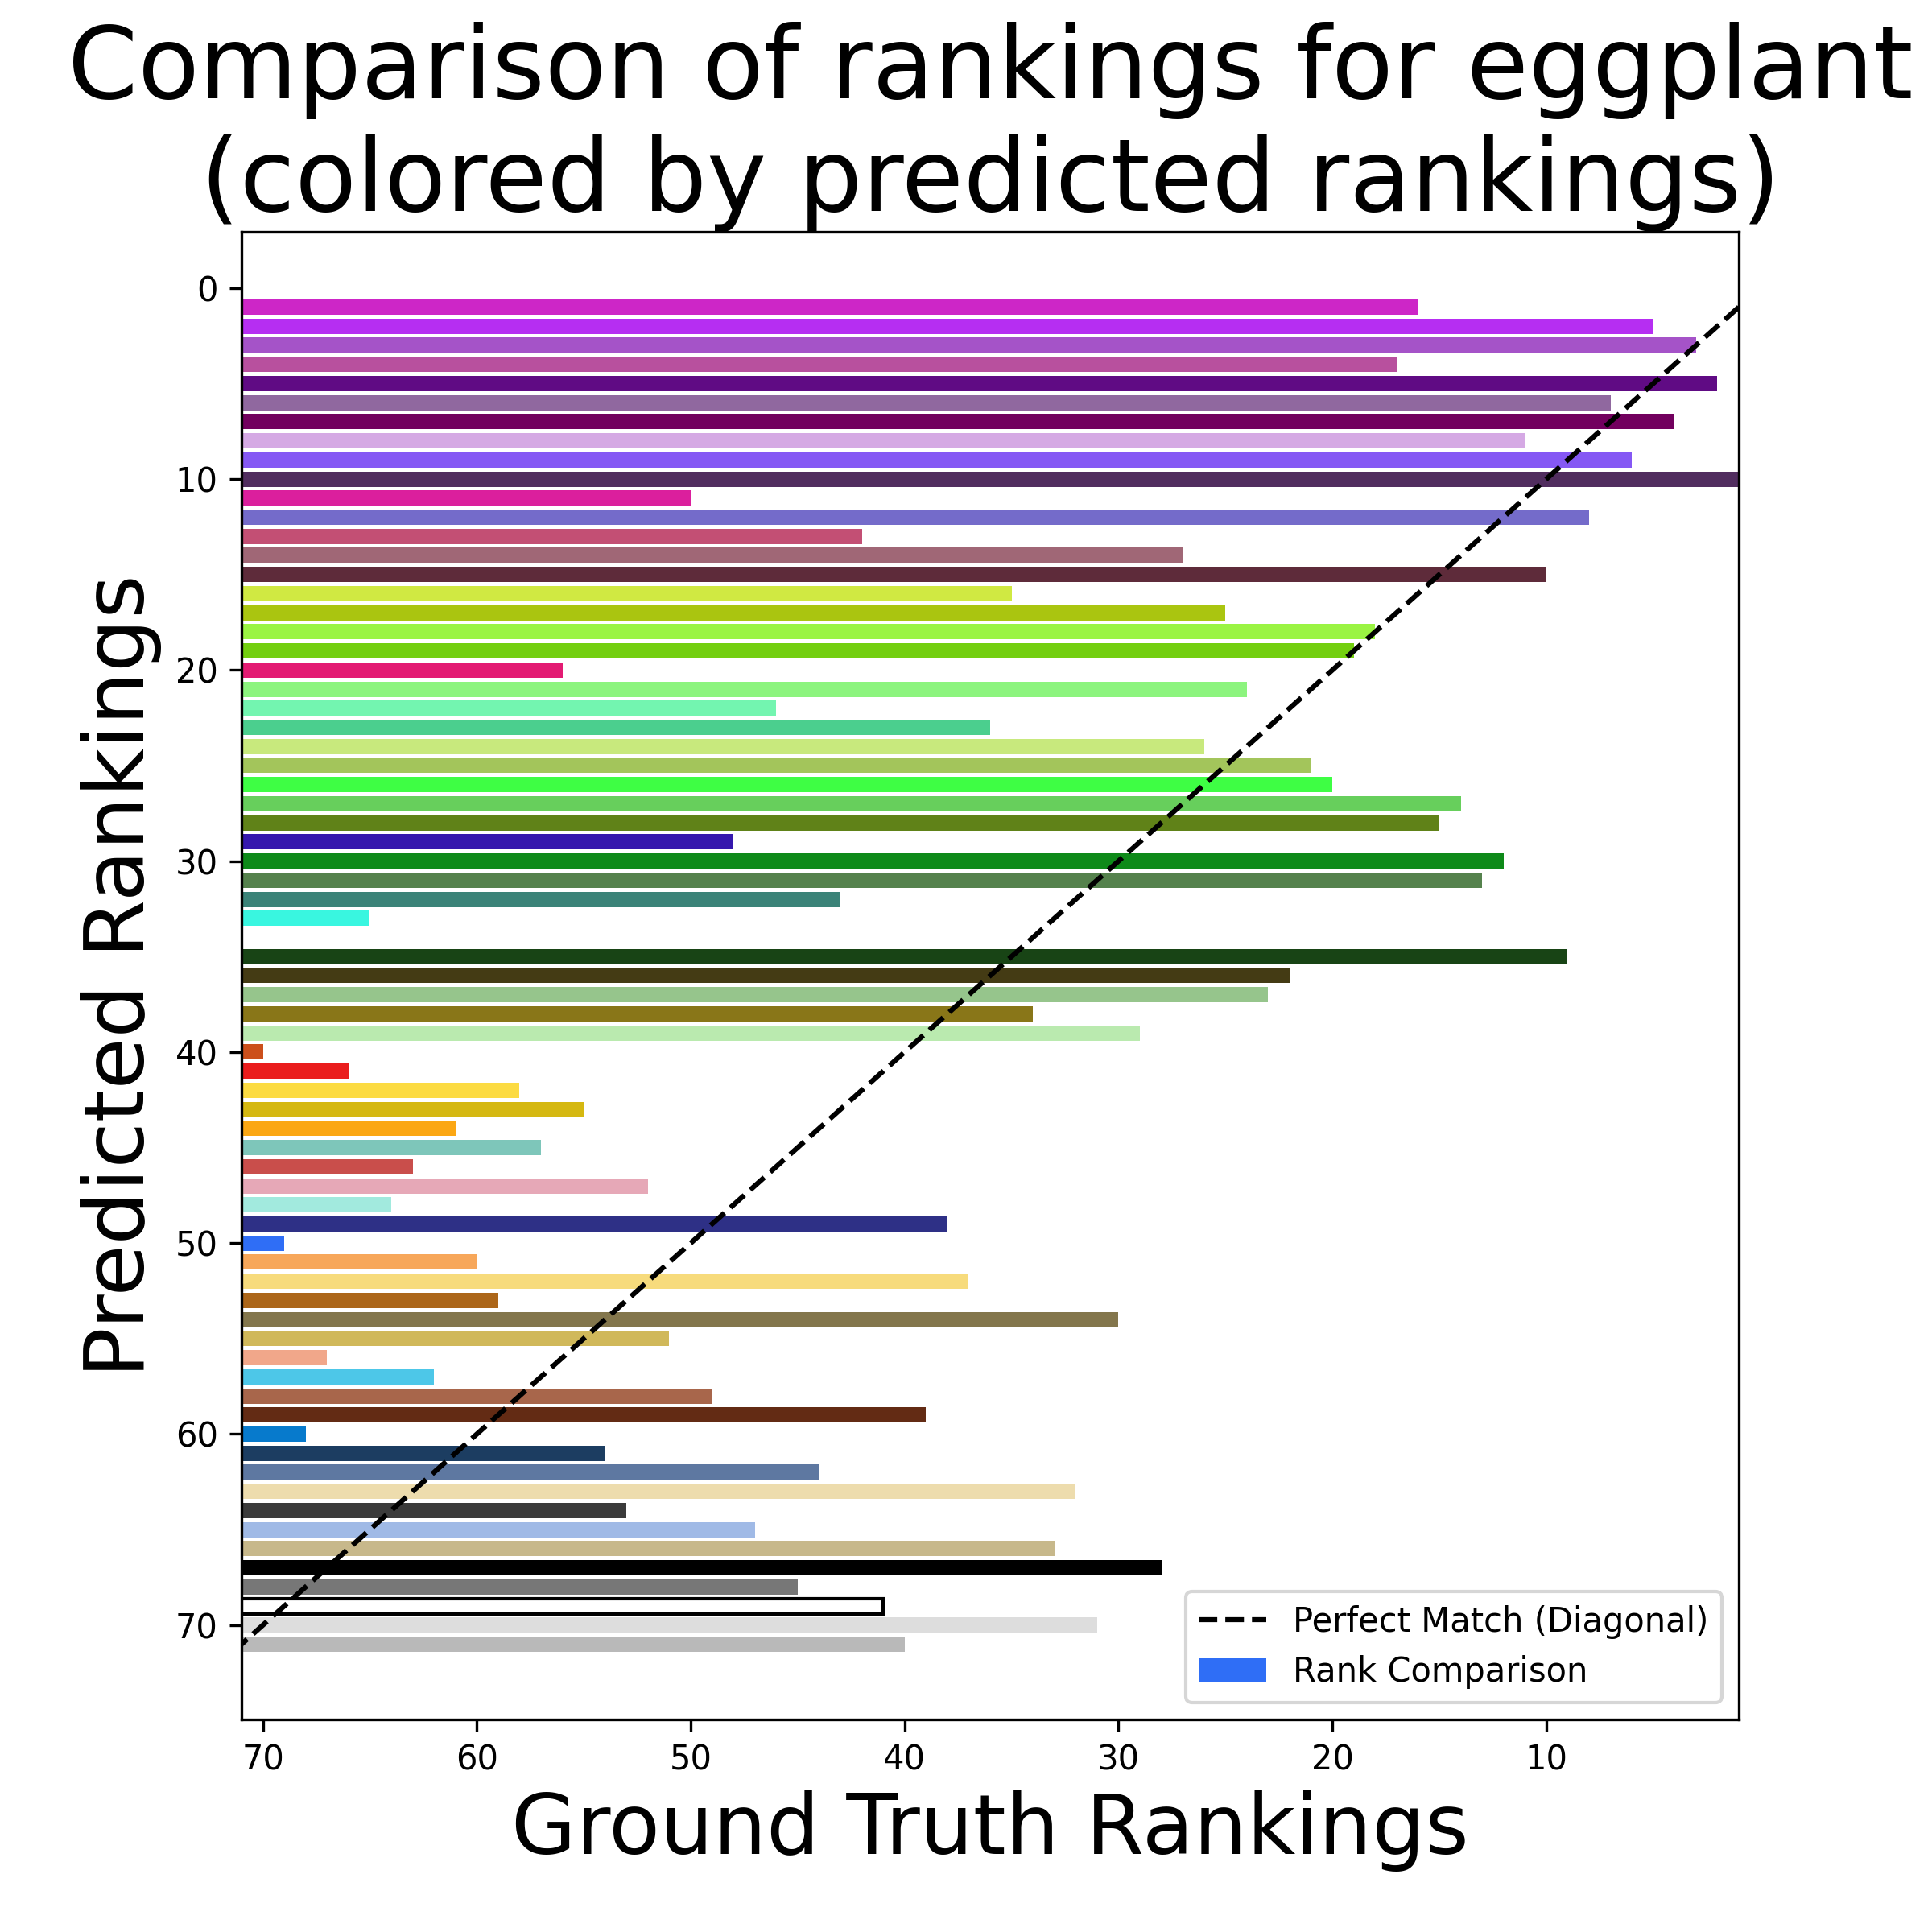 Comparison of rankings for eggplant
(colored by predicted rankings)
Predicted Rankings
0
10
20
30
40
50
60
70
Perfect Match (Diagonal)
Rank Comparison
70 60 50 40 30 20 10
Ground Truth Rankings